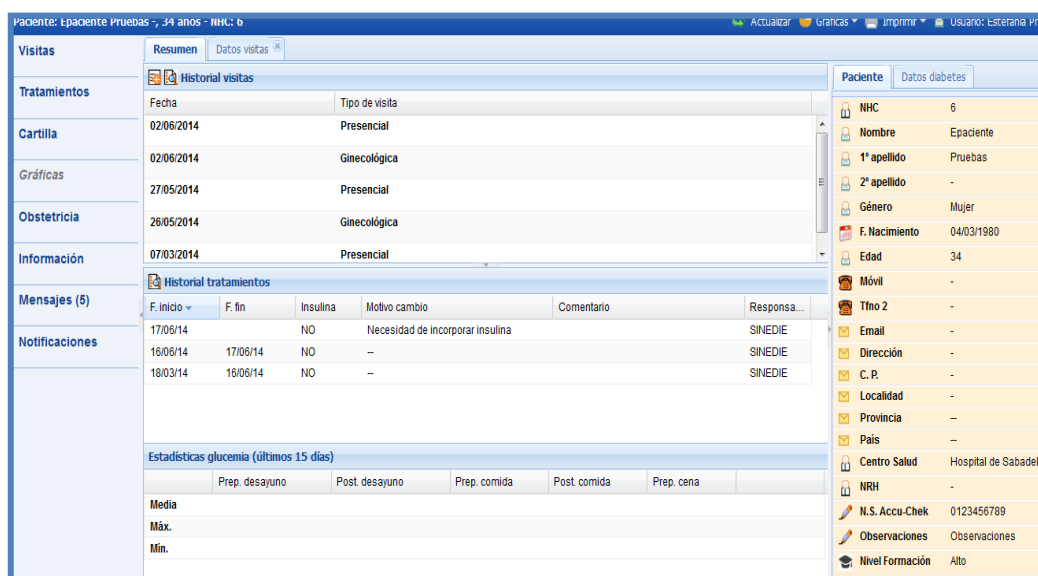 Paciente: Epaciente Pruebas -, 34 años - NHC: 6 Actualizar Gráficas Imprimir Usuario: Estefanía Pr
Visitas
Tratamientos
Cartilla
Gráficas
Obstetricia
Información
Mensajes (5)
Notificaciones
Resumen Datos visitas
Historial visitas
Fecha Tipo de visita
02/06/2014 Presencial
02/06/2014 Ginecológica
27/05/2014 Presencial
26/05/2014 Ginecológica
07/03/2014 Presencial
Historial tratamientos
F. inicio F. fin Insulina Motivo cambio Comentario Responsa...
17/06/14 NO Necesidad de incorporar insulina SINEDIE
16/06/14 17/06/14 NO -- SINEDIE
18/03/14 16/06/14 NO -- SINEDIE
Estadísticas glucemia (últimos 15 días)
Prep. desayuno Post. desayuno Prep. comida Post. comida Prep. cena
Media
Máx.
Mín.
Paciente Datos diabetes
NHC 6
Nombre Epaciente
1º apellido Pruebas
2º apellido -
Género Mujer
F. Nacimiento 04/03/1980
Edad 34
Móvil -
Tfno 2 -
Email -
Dirección -
C. P. -
Localidad -
Provincia --
País --
Centro Salud Hospital de Sabadel
NRH -
N.S. Accu-Chek 0123456789
Observaciones Observaciones
Nivel Formación Alto